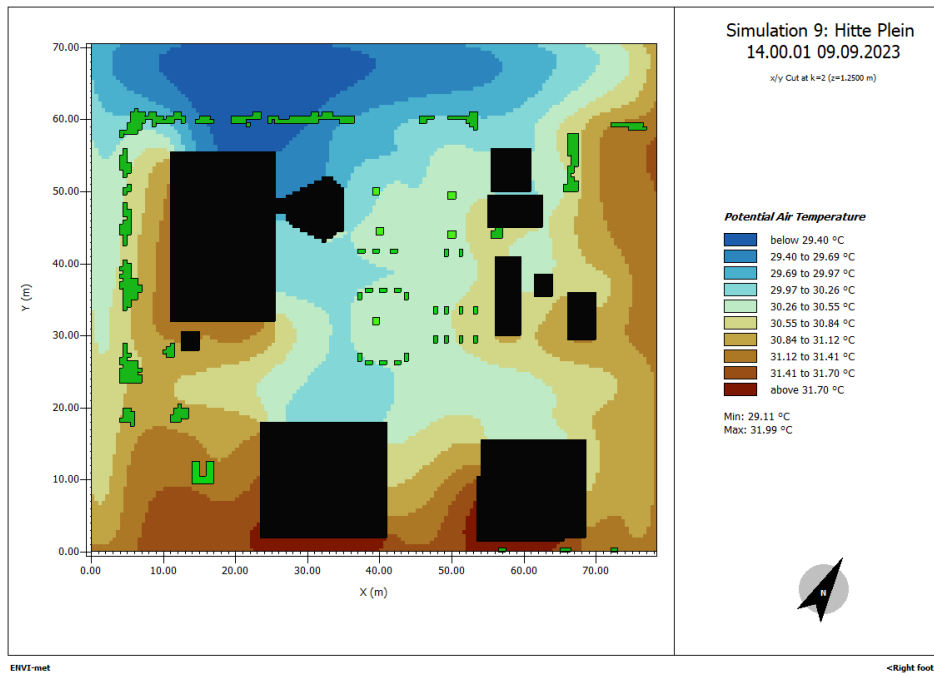 Simulation 9: Hitte Plein
14.00.01 09.09.2023
x/y Cut at k=2 (z=1.2500 m)
70.00
60.00
50.00
40.00
30.00
20.00
10.00
0.00
Y (m)
0.00 10.00 20.00 30.00 40.00 50.00 60.00 70.00
X (m)
Potential Air Temperature
below 29.40 °C
29.40 to 29.69 °C
29.69 to 29.97 °C
29.97 to 30.26 °C
30.26 to 30.55 °C
30.55 to 30.84 °C
30.84 to 31.12 °C
31.12 to 31.41 °C
31.41 to 31.70 °C
above 31.70 °C
Min: 29.11 °C
Max: 31.99 °C
N
ENVI-met
<Right foot